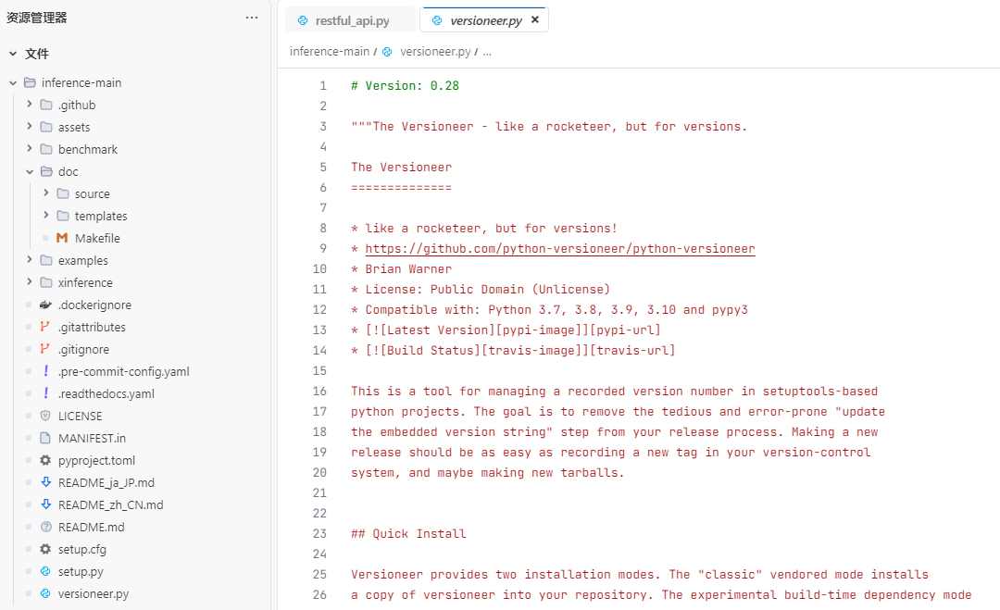 资源管理器
文件
inference-main
.github
assets
benchmark
doc
source
templates
Makefile
examples
xinference
.dockerignore
.gitattributes
.gitignore
.pre-commit-config.yaml
.readthedocs.yaml
LICENSE
MANIFEST.in
pyproject.toml
README_ja_JP.md
README_zh_CN.md
README.md
setup.cfg
setup.py
versioneer.py
restful_api.py
versioneer.py
inference-main / versioneer.py / ...
1 # Version: 0.28
2
3 """The Versioneer - like a rocketeer, but for versions.
4
5 The Versioneer
6 ==============
7
8 * like a rocketeer, but for versions!
9 * https://github.com/python-versioneer/python-versioneer
10 * Brian Warner
11 * License: Public Domain (Unlicense)
12 * Compatible with: Python 3.7, 3.8, 3.9, 3.10 and pypy3
13 * [![Latest Version][pypi-image]][pypi-url]
14 * [![Build Status][travis-image]][travis-url]
15
16 This is a tool for managing a recorded version number in setuptools-based
17 python projects. The goal is to remove the tedious and error-prone "update
18 the embedded version string" step from your release process. Making a new
19 release should be as easy as recording a new tag in your version-control
20 system, and maybe making new tarballs.
21
22
23 ## Quick Install
24
25 Versioneer provides two installation modes. The "classic" vendored mode installs
26 a copy of versioneer into your repository. The experimental build-time dependency mode